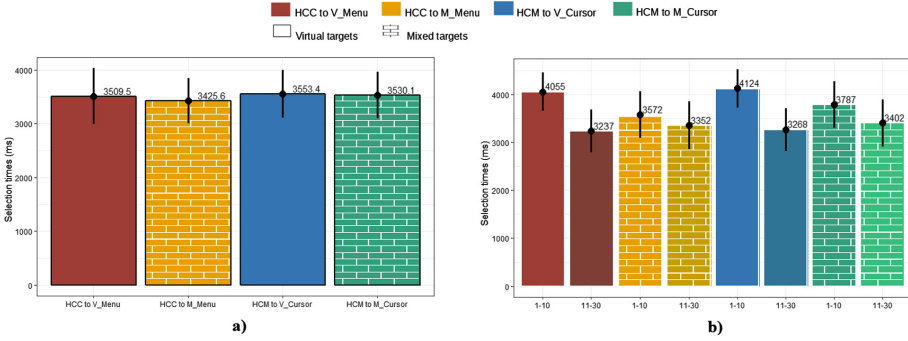 HCC to V_Menu HCC to M_Menu HCM to V_Cursor HCM to M_Cursor
Virtual targets Mixed targets
Selection times (ms)
4000
3000
2000
1000
0
3509.5 3425.6 3553.4 3530.1
HCC to V_Menu HCC to M_Menu HCM to V_Cursor HCM to M_Cursor
a)
Selection times (ms)
5000
4000
3000
2000
1000
0
4055 3237 3572 3352 4124 3268 3787 3402
1-10 11-30 1-10 11-30 1-10 11-30 1-10 11-30
b)